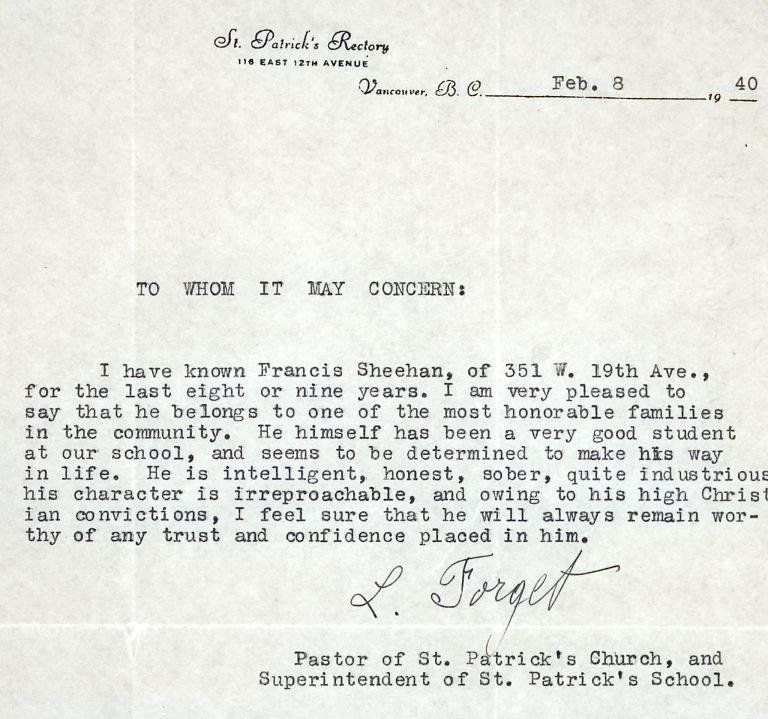 St. Patrick's Rectory
116 EAST 12TH AVENUE
Vancouver, B. C. Feb. 8 19 40
TO WHOM IT MAY CONCERN:
I have known Francis Sheehan, of 351 W. 19th Ave.,
for the last eight or nine years. I am very pleased to
say that he belongs to one of the most honorable families
in the community. He himself has been a very good student
at our school, and seems to be determined to make his way
in life. He is intelligent, honest, sober, quite industrious
his character is irreproachable, and owing to his high Christ
ian convictions, I feel sure that he will always remain wor-
thy of any trust and confidence placed in him.
L. Forget
Pastor of St. Patrick's Church, and
Superintendent of St. Patrick's School.